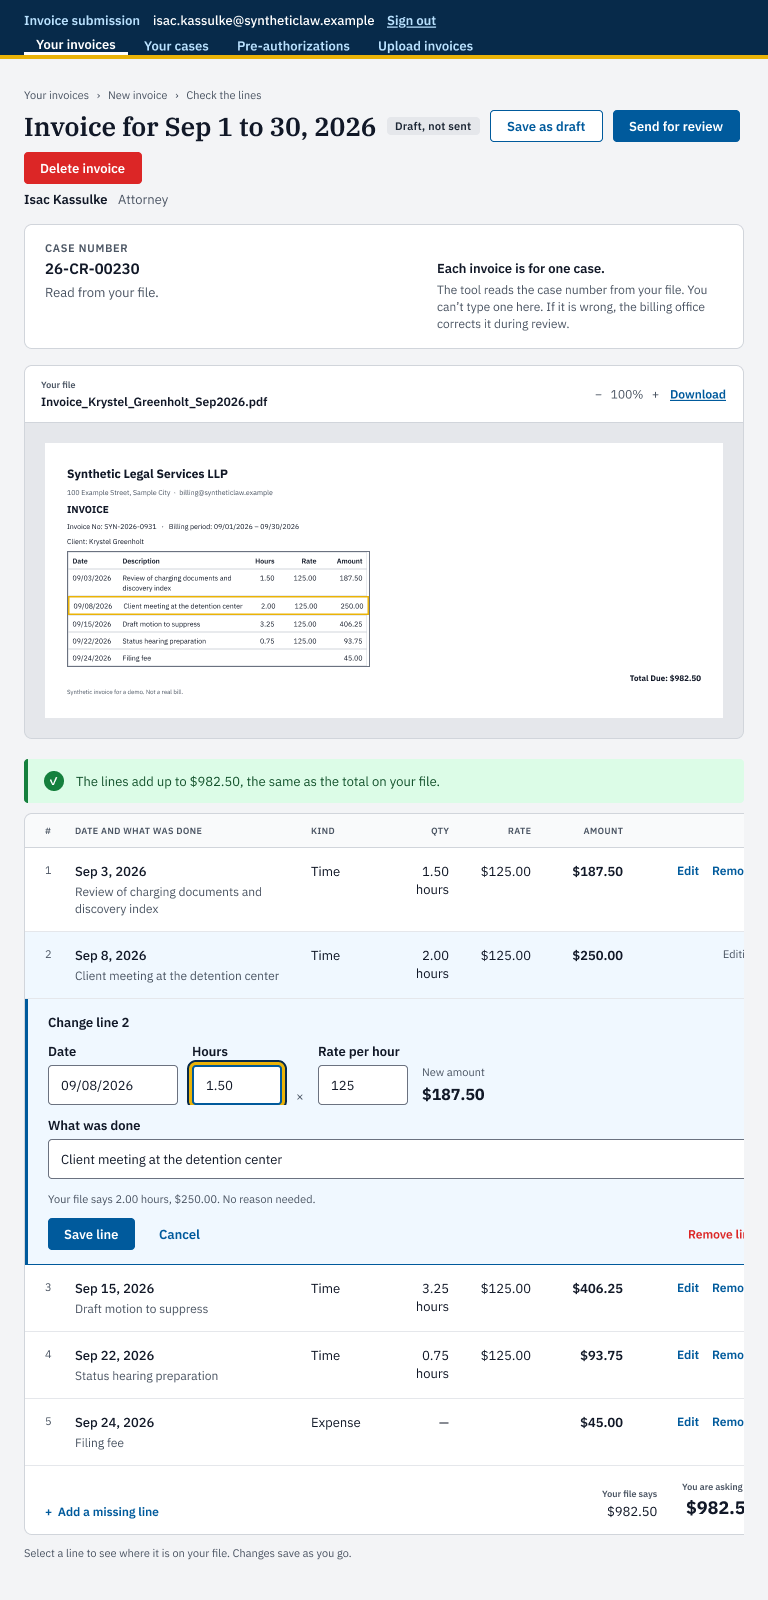 Invoice submission isac.kassulke@syntheticlaw.example Sign out
Your invoices Your cases Pre-authorizations Upload invoices
Your invoices › New invoice › Check the lines
Invoice for Sep 1 to 30, 2026 Draft, not sent Save as draft Send for review
Delete invoice
Isac Kassulke Attorney
CASE NUMBER
26-CR-00230
Read from your file.
Each invoice is for one case.
The tool reads the case number from your file. You
can’t type one here. If it is wrong, the billing office
corrects it during review.
Your file
Invoice_Krystel_Greenholt_Sep2026.pdf
− 100% + Download
Synthetic Legal Services LLP
100 Example Street, Sample City · billing@syntheticlaw.example
INVOICE
Invoice No: SYN-2026-0931 · Billing period: 09/01/2026 – 09/30/2026
Client: Krystel Greenholt
Date Description Hours Rate Amount
09/03/2026 Review of charging documents and 1.50 125.00 187.50
discovery index
09/08/2026 Client meeting at the detention center 2.00 125.00 250.00
09/15/2026 Draft motion to suppress 3.25 125.00 406.25
09/22/2026 Status hearing preparation 0.75 125.00 93.75
09/24/2026 Filing fee 45.00
Total Due: $982.50
Synthetic invoice for a demo. Not a real bill.
The lines add up to $982.50, the same as the total on your file.
# DATE AND WHAT WAS DONE KIND QTY RATE AMOUNT
1 Sep 3, 2026 Time 1.50 $125.00 $187.50 Edit Remo
Review of charging documents and hours
discovery index
2 Sep 8, 2026 Time 2.00 $125.00 $250.00 Editi
Client meeting at the detention center hours
Change line 2
Date Hours Rate per hour
New amount
09/08/2026 1.50 × 125 $187.50
What was done
Client meeting at the detention center
Your file says 2.00 hours, $250.00. No reason needed.
Save line Cancel Remove li
3 Sep 15, 2026 Time 3.25 $125.00 $406.25 Edit Remo
Draft motion to suppress hours
4 Sep 22, 2026 Time 0.75 $125.00 $93.75 Edit Remo
Status hearing preparation hours
5 Sep 24, 2026 Expense — $45.00 Edit Remo
Filing fee
Your file says You are asking
+ Add a missing line $982.50 $982.5
Select a line to see where it is on your file. Changes save as you go.